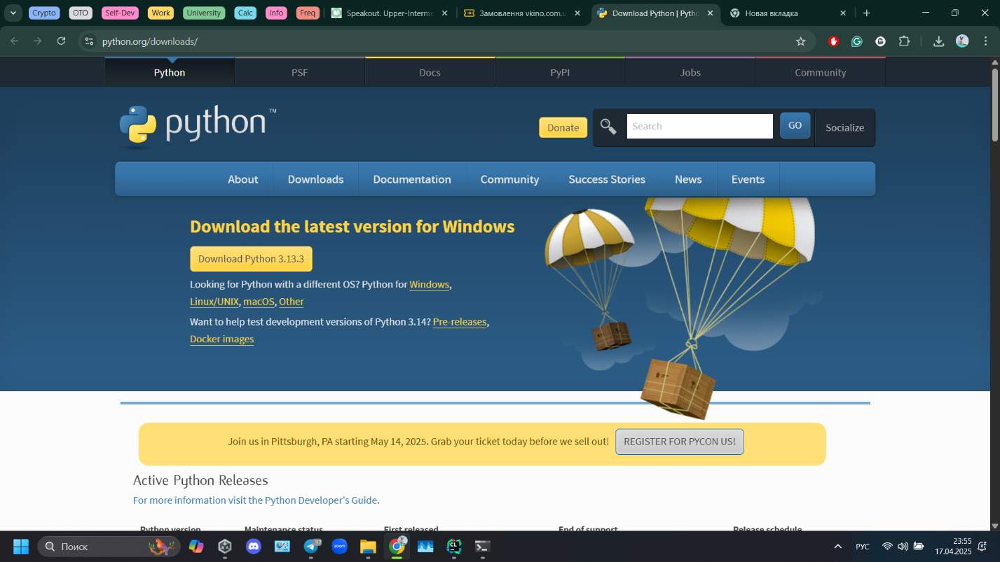 Crypto OTO Self-Dev Work University Calc Info Freq Speakout. Upper-Interme Замовлення vkino.com.u Download Python | Pytho Новая вкладка
python.org/downloads/
Python PSF Docs PyPI Jobs Community
python™
Donate Search GO Socialize
About Downloads Documentation Community Success Stories News Events
Download the latest version for Windows
Download Python 3.13.3
Looking for Python with a different OS? Python for Windows,
Linux/UNIX, macOS, Other
Want to help test development versions of Python 3.14? Pre-releases,
Docker images
Join us in Pittsburgh, PA starting May 14, 2025. Grab your ticket today before we sell out! REGISTER FOR PYCON US!
Active Python Releases
For more information visit the Python Developer's Guide.
Python version Maintenance status First released End of support Release schedule
Поиск 97 zoom CL РУС 23:55
17.04.2025